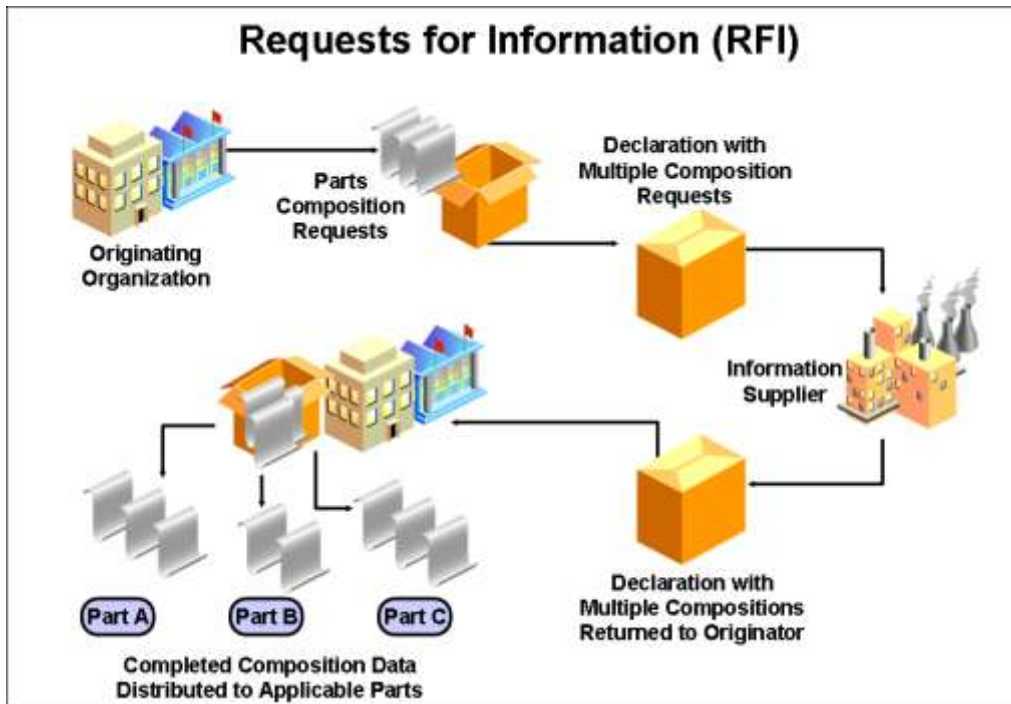 Requests for Information (RFI)
Originating
Organization
Parts
Composition
Requests
Declaration with
Multiple Composition
Requests
Information
Supplier
Declaration with
Multiple Compositions
Returned to Originator
Part A
Part B
Part C
Completed Composition Data
Distributed to Applicable Parts